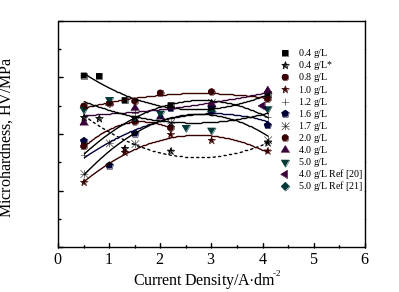 Microhardness, HV/MPa
0.4 g/L
0.4 g/L*
0.8 g/L
1.0 g/L
1.2 g/L
1.6 g/L
1.7 g/L
2.0 g/L
4.0 g/L
5.0 g/L
4.0 g/L Ref [20]
5.0 g/L Ref [21]
0 1 2 3 4 5 6
Current Density/A·dm-2